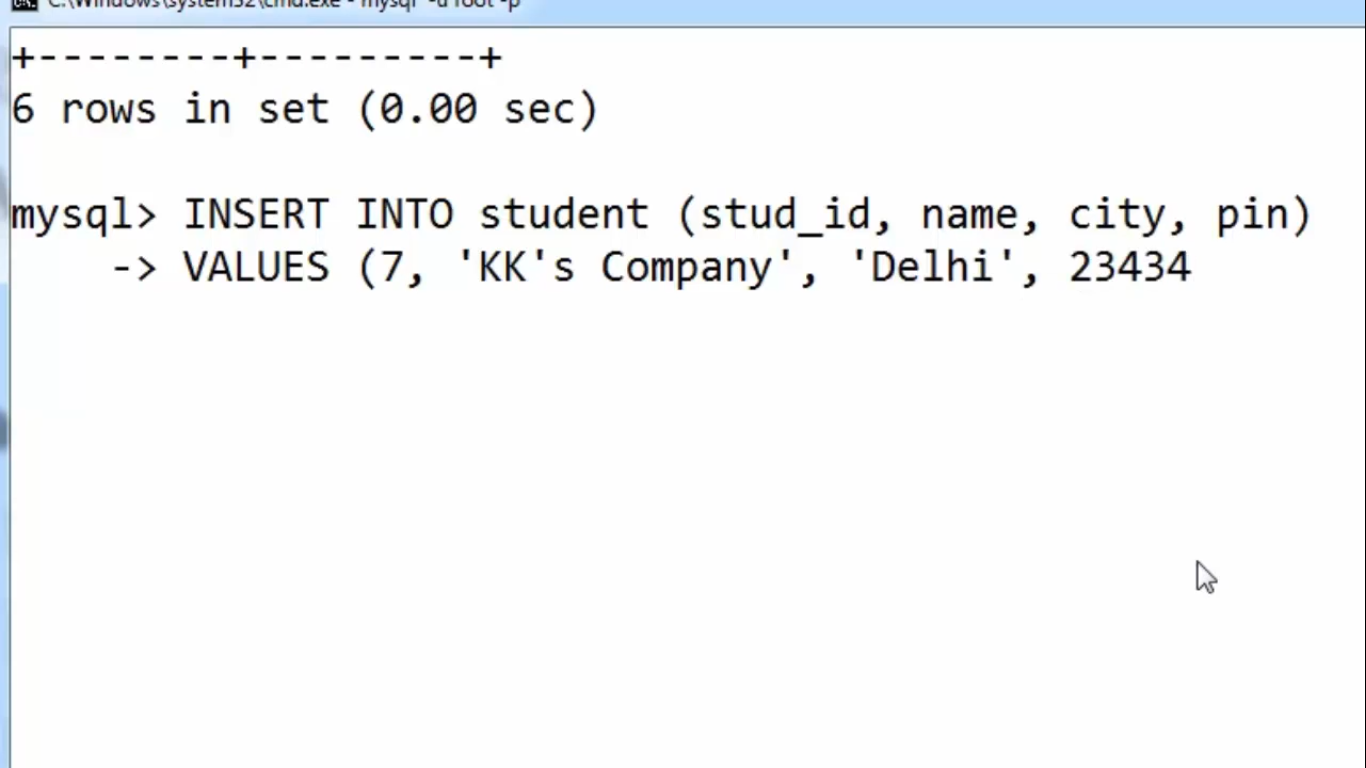 C:\Windows\system32\cmd.exe - mysql -u root -p
+--------+---------+
6 rows in set (0.00 sec)
mysql> INSERT INTO student (stud_id, name, city, pin)
-> VALUES (7, 'KK's Company', 'Delhi', 23434